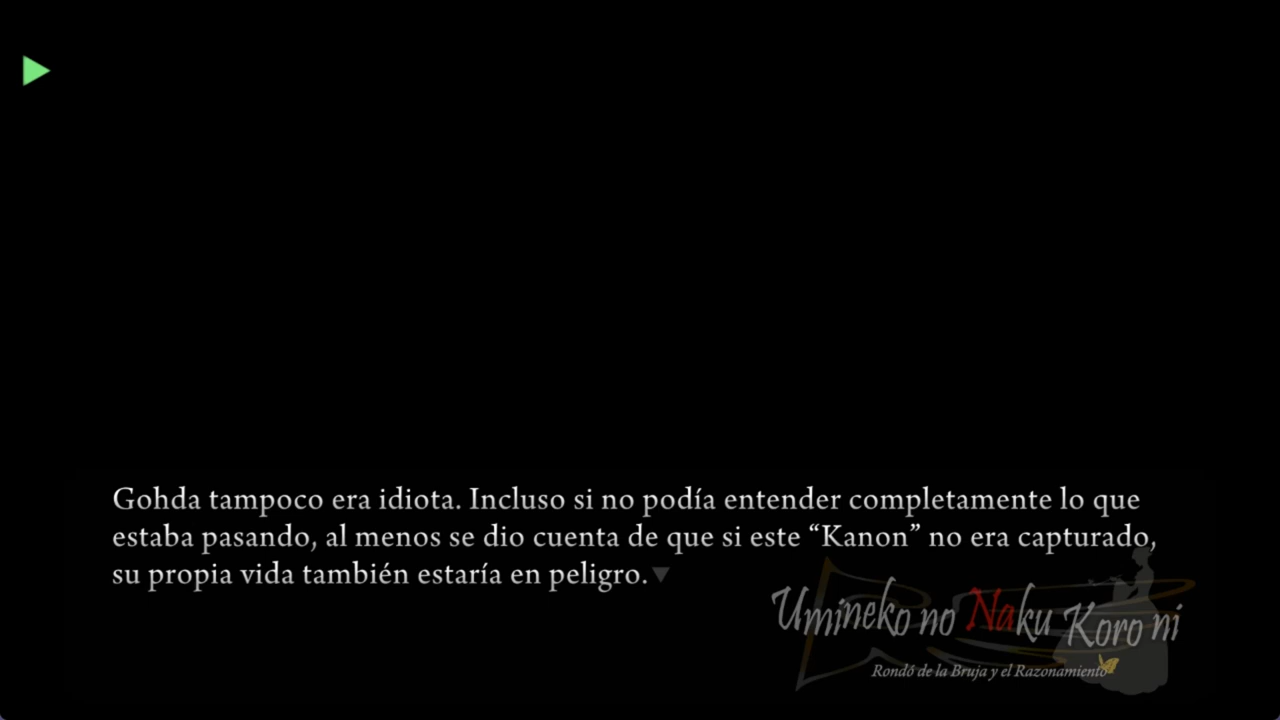 Gohda tampoco era idiota. Incluso si no podía entender completamente lo que
estaba pasando, al menos se dio cuenta de que si este “Kanon” no era capturado,
su propia vida también estaría en peligro.
Umineko no Naku Koro ni
Rondó de la Bruja y el Razonamiento